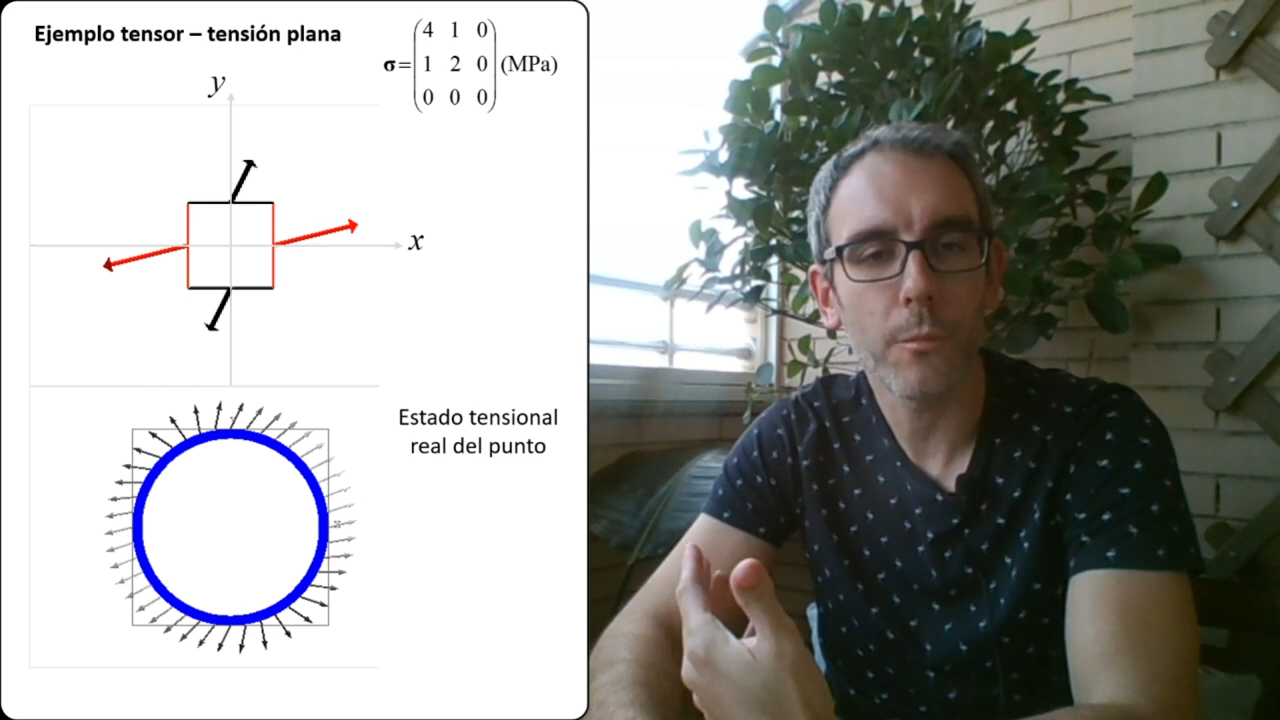 Ejemplo tensor – tensión plana
4 1 0
σ= 1 2 0 (MPa)
0 0 0
y
x
Estado tensional
real del punto